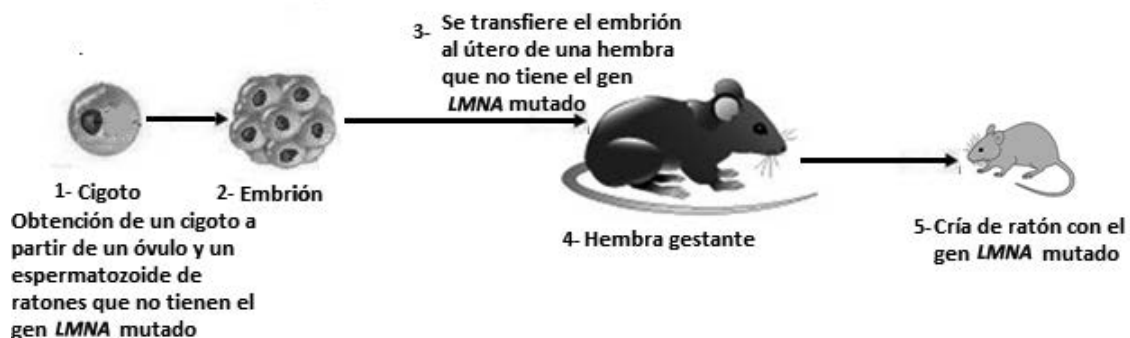 3- Se transfiere el embrión
al útero de una hembra
que no tiene el gen
LMNA mutado
1- Cigoto
2- Embrión
Obtención de un cigoto a
partir de un óvulo y un
espermatozoide de
ratones que no tienen el
gen LMNA mutado
4- Hembra gestante
5- Cría de ratón con el
gen LMNA mutado